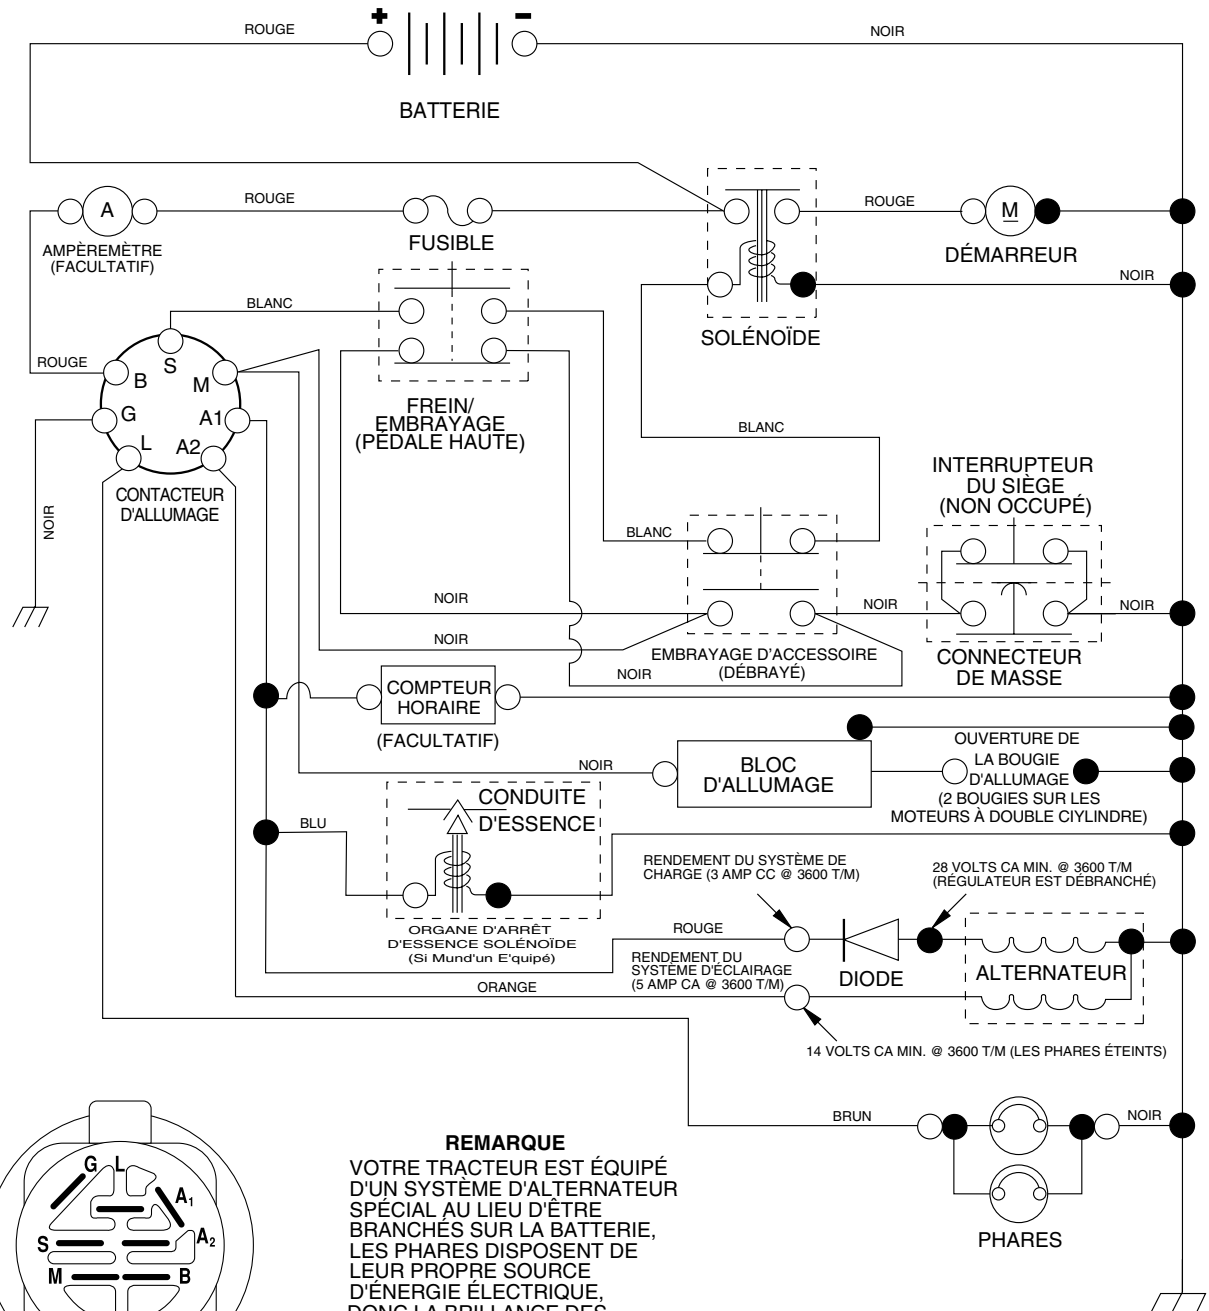 + -
ROUGE
NOIR
BATTERIE
A
ROUGE
ROUGE
M
FUSIBLE
AMPÈREMÈTRE
(FACULTATIF)
DÉMARREUR
NOIR
BLANC
SOLÉNOÏDE
ROUGE
S
B
M
G
A1
L
A2
FREIN/
EMBRAYAGE
(PÉDALE HAUTE)
BLANC
CONTACTEUR
D'ALLUMAGE
NOIR
INTERRUPTEUR
DU SIÈGE
(NON OCCUPÉ)
BLANC
NOIR
NOIR
NOIR
NOIR
EMBRAYAGE D'ACCESSOIRE
(DÉBRAYÉ)
NOIR
CONNECTEUR
DE MASSE
COMPTEUR
HORAIRE
(FACULTATIF)
NOIR
BLOC
D'ALLUMAGE
OUVERTURE DE
LA BOUGIE
D'ALLUMAGE
(2 BOUGIES SUR LES
MOTEURS À DOUBLE CIYLINDRE)
CONDUITE
D'ESSENCE
BLU
ORGANE D'ARRÊT
D'ESSENCE SOLÉNOÏDE
(Si Mund'un E'quipé)
RENDEMENT DU SYSTÈME DE
CHARGE (3 AMP CC @ 3600 T/M)
28 VOLTS CA MIN. @ 3600 T/M
(RÉGULATEUR EST DÉBRANCHÉ)
ROUGE
RENDEMENT DU
SYSTÈME D'ÉCLAIRAGE
(5 AMP CA @ 3600 T/M)
DIODE
ALTERNATEUR
ORANGE
14 VOLTS CA MIN. @ 3600 T/M (LES PHARES ÉTEINTS)
BRUN
NOIR
PHARES
G L
A1
A2
S
M
B
REMARQUE
VOTRE TRACTEUR EST ÉQUIPÉ
D'UN SYSTÈME D'ALTERNATEUR
SPÉCIAL AU LIEU D'ÊTRE
BRANCHÉS SUR LA BATTERIE,
LES PHARES DISPOSENT DE
LEUR PROPRE SOURCE
D'ÉNERGIE ÉLECTRIQUE,
DONC LA BRILLANCE DES